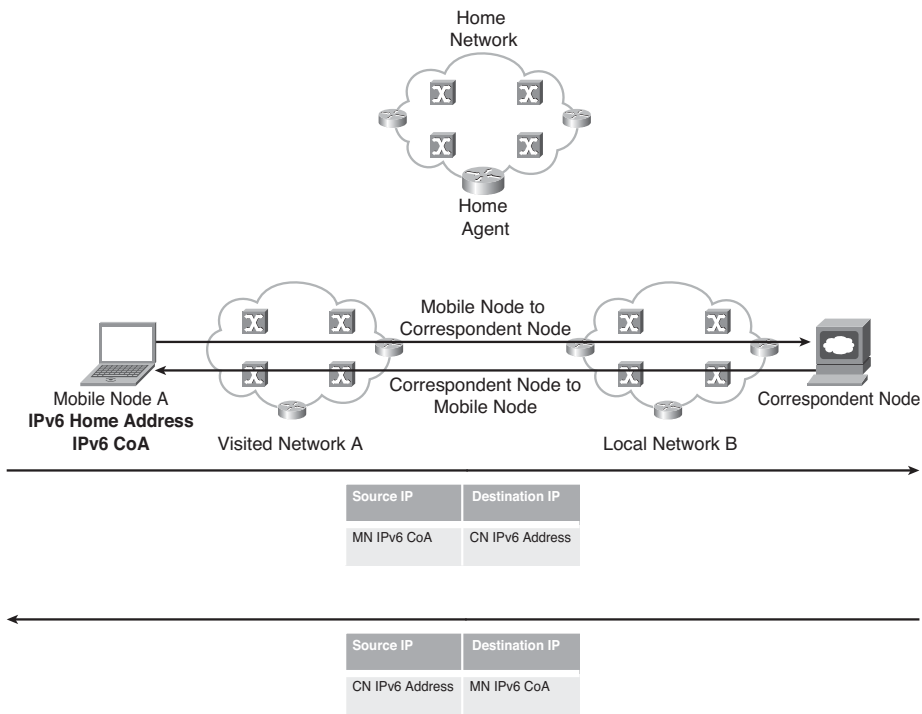 Home
Network
Home
Agent
Mobile Node to
Correspondent Node
Correspondent Node to
Mobile Node
Mobile Node A
IPv6 Home Address
IPv6 CoA
Visited Network A
Local Network B
Correspondent Node
Source IP
Destination IP
MN IPv6 CoA
CN IPv6 Address
Source IP
Destination IP
CN IPv6 Address
MN IPv6 CoA